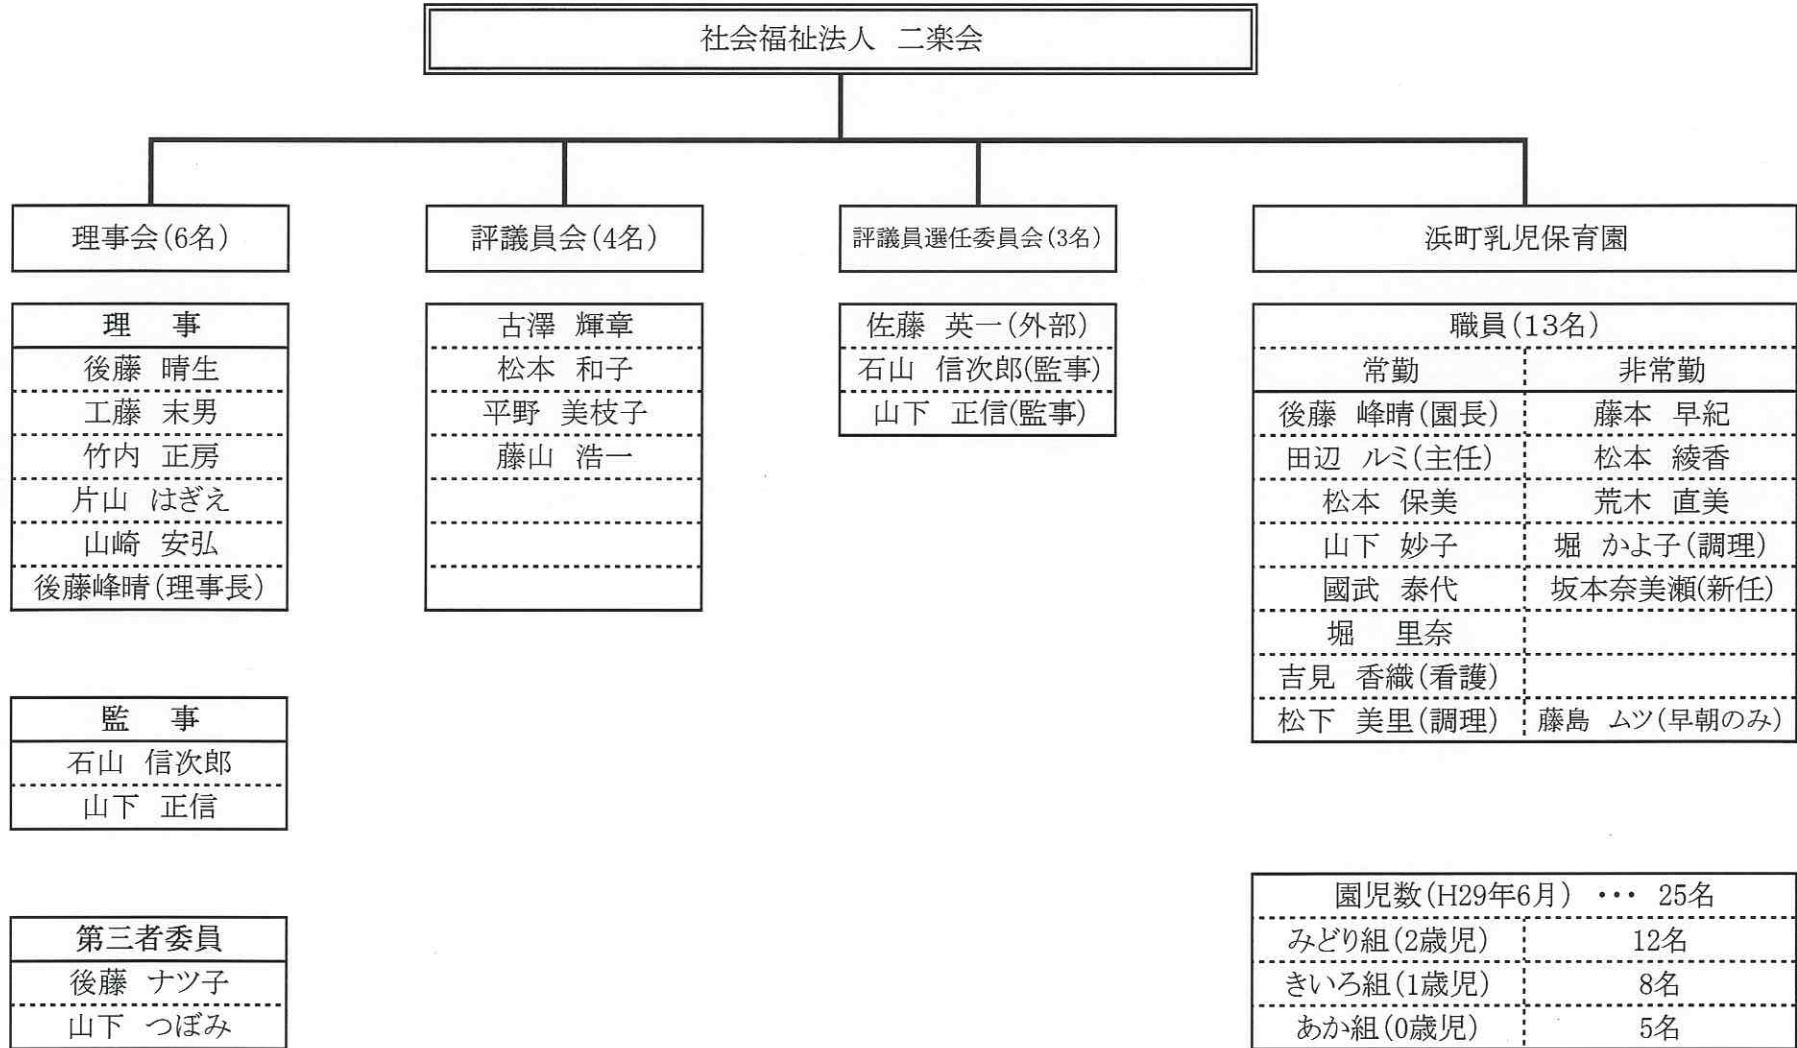 社会福祉法人 二楽会
理事会(6名)
評議員会(4名)
評議員選任委員会(3名)
浜町乳児保育園
理 事
後藤 晴生
工藤 末男
竹内 正房
片山 はぎえ
山崎 安弘
後藤峰晴(理事長)
古澤 輝章
松本 和子
平野 美枝子
藤山 浩一
佐藤 英一(外部)
石山 信次郎(監事)
山下 正信(監事)
職員(13名)
常勤 非常勤
後藤 峰晴(園長) 藤本 早紀
田辺 ルミ(主任) 松本 綾香
松本 保美 荒木 直美
山下 妙子 堀 かよ子(調理)
國武 泰代 坂本奈美瀬(新任)
堀 里奈
吉見 香織(看護)
松下 美里(調理) 藤島 ムツ(早朝のみ)
監 事
石山 信次郎
山下 正信
第三者委員
後藤 ナツ子
山下 つぼみ
園児数(H29年6月) ・・・ 25名
みどり組(2歳児) 12名
きいろ組(1歳児) 8名
あか組(0歳児) 5名